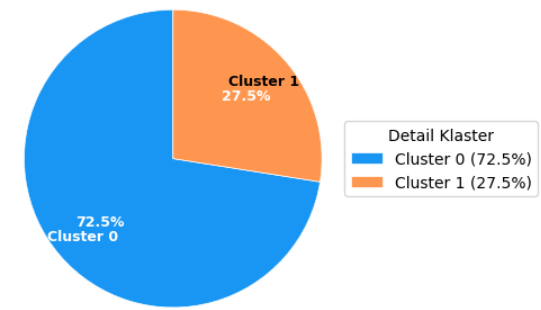 Cluster 1
27.5%
72.5%
Cluster 0
Detail Klaster
Cluster 0 (72.5%)
Cluster 1 (27.5%)